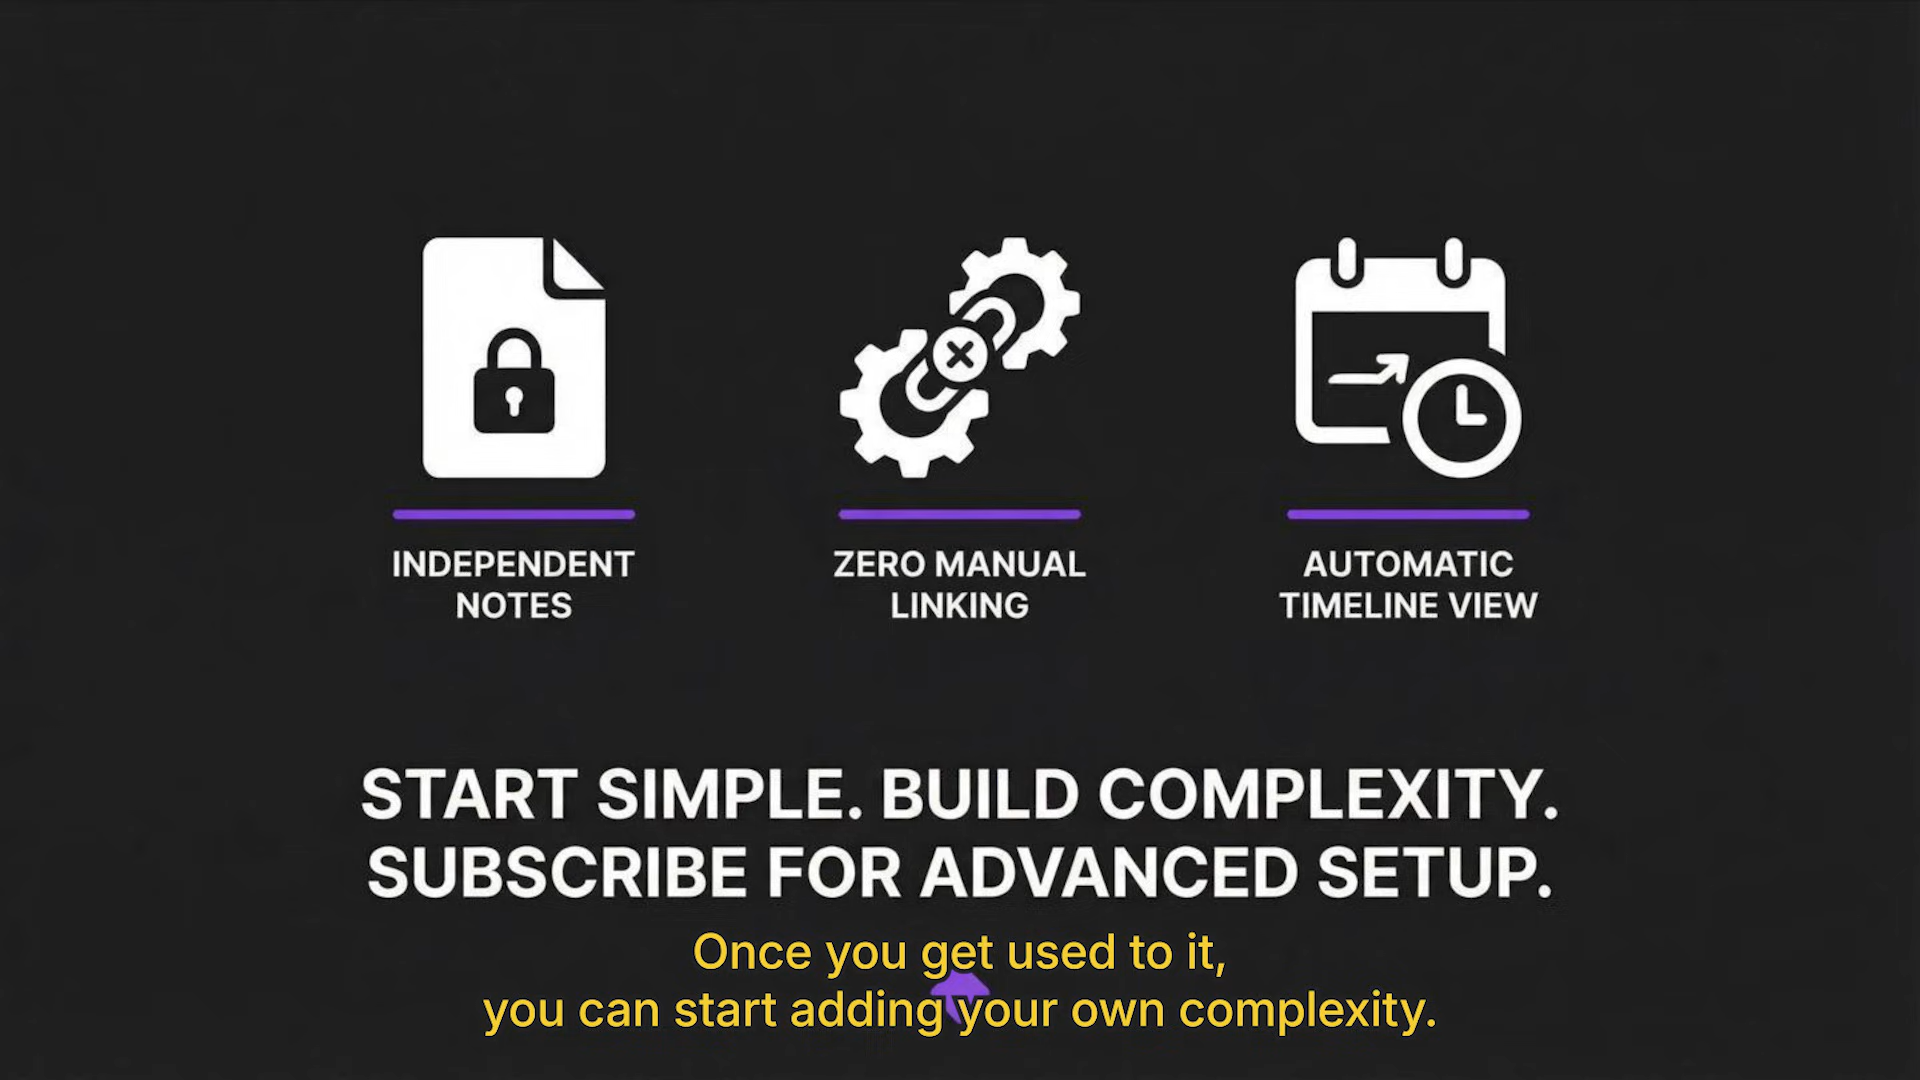 INDEPENDENT
NOTES
ZERO MANUAL
LINKING
AUTOMATIC
TIMELINE VIEW
START SIMPLE. BUILD COMPLEXITY.
SUBSCRIBE FOR ADVANCED SETUP.
Once you get used to it,
you can start adding your own complexity.